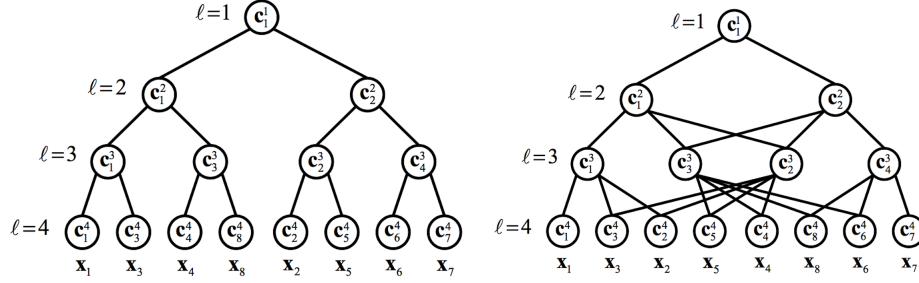 ℓ=1 c₁¹
ℓ=2 c₁² c₂²
ℓ=3 c₁³ c₃³ c₂³ c₄³
ℓ=4 c₁⁴ c₃⁴ c₄⁴ c₈⁴ c₂⁴ c₅⁴ c₆⁴ c₇⁴
x₁ x₃ x₄ x₈ x₂ x₅ x₆ x₇
ℓ=1 c₁¹
ℓ=2 c₁² c₂²
ℓ=3 c₁³ c₃³ c₂³ c₄³
ℓ=4 c₁⁴ c₃⁴ c₂⁴ c₅⁴ c₄⁴ c₈⁴ c₆⁴ c₇⁴
x₁ x₃ x₂ x₅ x₄ x₈ x₆ x₇